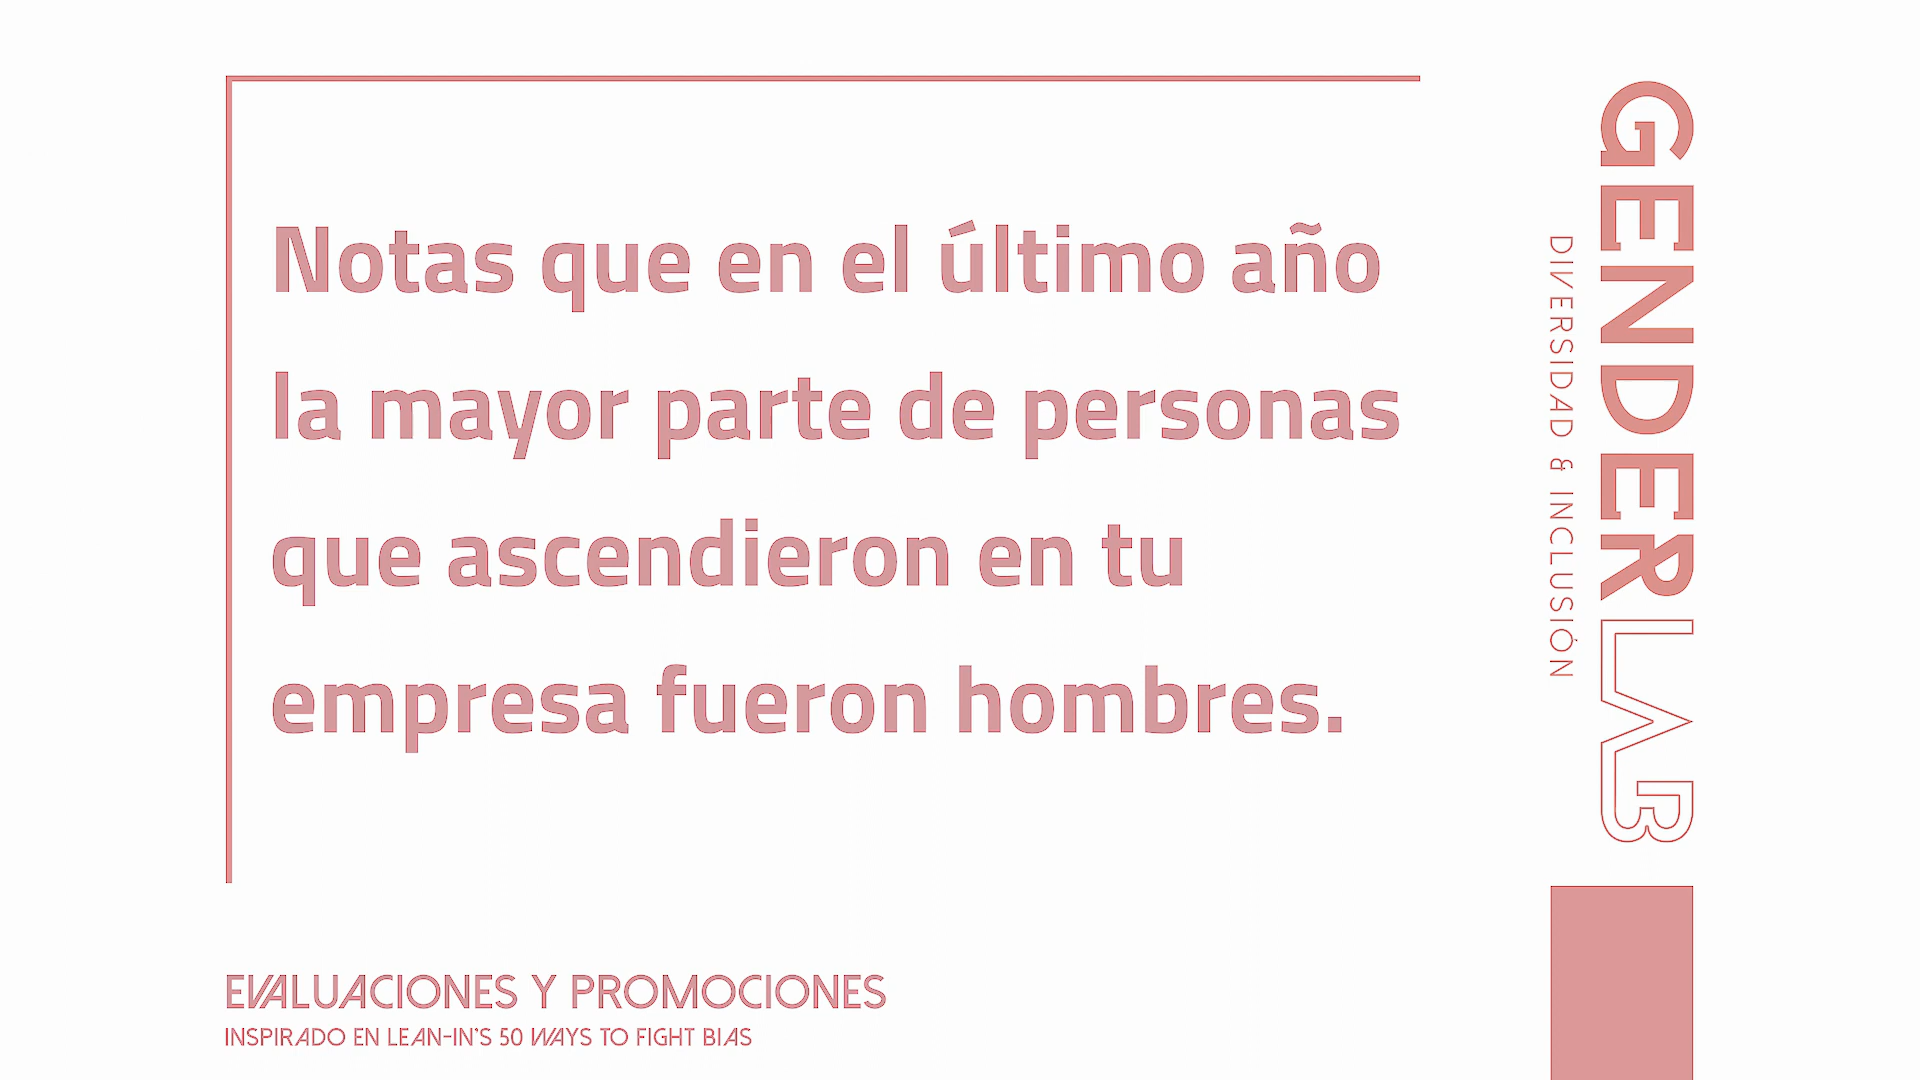 Notas que en el último año
la mayor parte de personas
que ascendieron en tu
empresa fueron hombres.
EVALUACIONES Y PROMOCIONES
INSPIRADO EN LEAN-IN'S 50 WAYS TO FIGHT BIAS
GENDERLAB
DIVERSIDAD & INCLUSIÓN